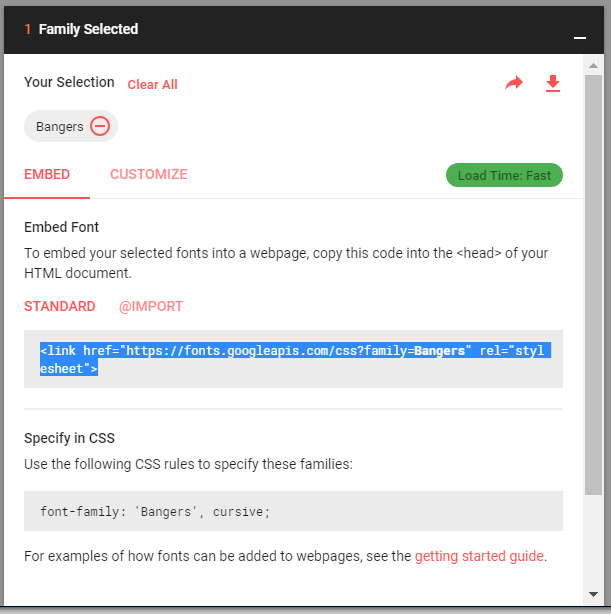 1 Family Selected
Your Selection Clear All
Bangers
EMBED CUSTOMIZE Load Time: Fast
Embed Font
To embed your selected fonts into a webpage, copy this code into the <head> of your
HTML document.
STANDARD @IMPORT
<link href="https://fonts.googleapis.com/css?family=Bangers" rel="styl
esheet">
Specify in CSS
Use the following CSS rules to specify these families:
font-family: 'Bangers', cursive;
For examples of how fonts can be added to webpages, see the getting started guide.